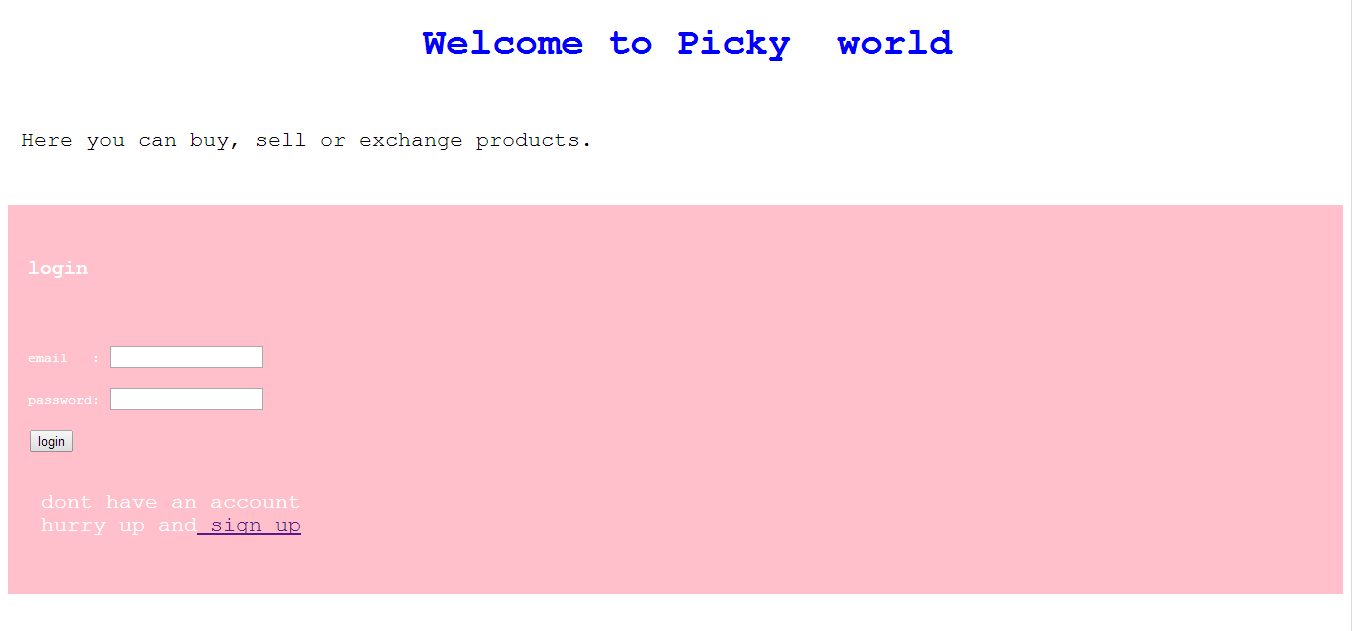 Welcome to Picky  world
Here you can buy, sell or exchange products.
login
email   :
password:
login
dont have an account
hurry up and sign up